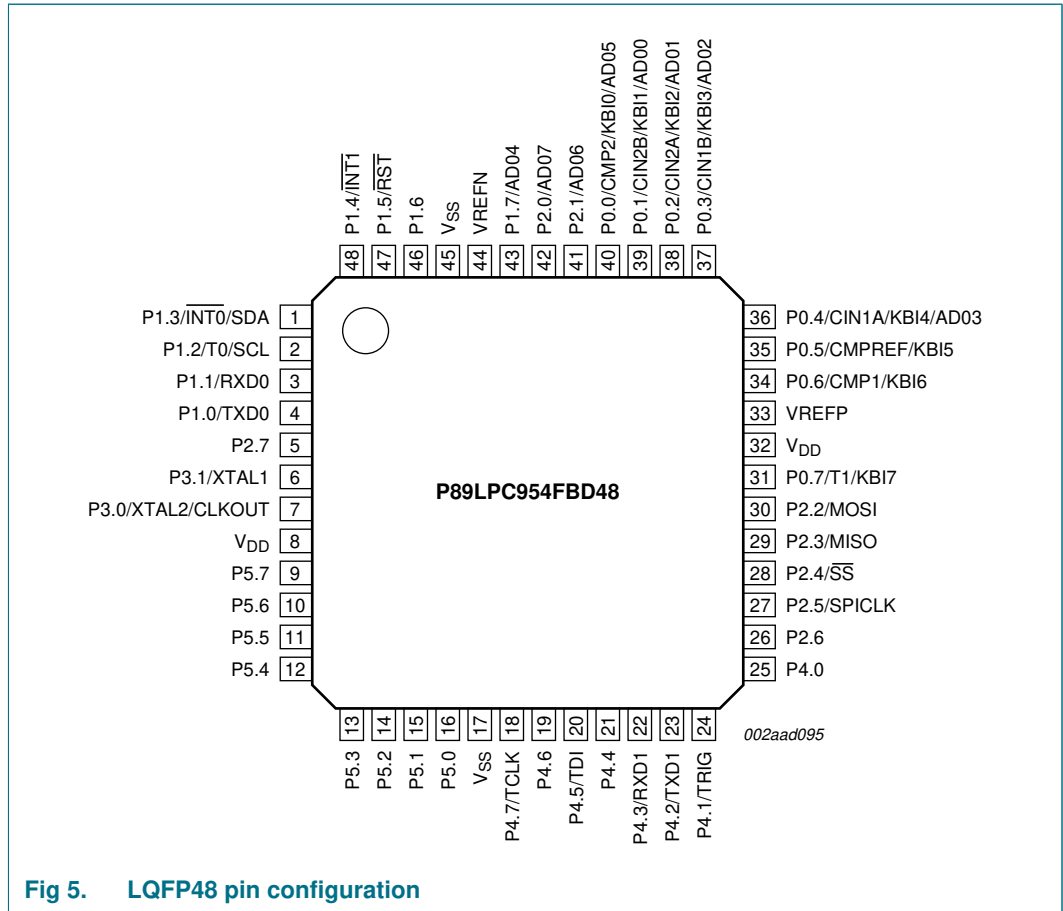 P1.4/INT1
P1.5/RST
P1.6
VSS
VREFN
P1.7/AD04
P2.0/AD07
P2.1/AD06
P0.0/CMP2/KBI0/AD05
P0.1/CIN2B/KBI1/AD00
P0.2/CIN2A/KBI2/AD01
P0.3/CIN1B/KBI3/AD02
48 47 46 45 44 43 42 41 40 39 38 37
P1.3/INT0/SDA 1
P1.2/T0/SCL 2
P1.1/RXD0 3
P1.0/TXD0 4
P2.7 5
P3.1/XTAL1 6
P3.0/XTAL2/CLKOUT 7
VDD 8
P5.7 9
P5.6 10
P5.5 11
P5.4 12
P89LPC954FBD48
36 P0.4/CIN1A/KBI4/AD03
35 P0.5/CMPREF/KBI5
34 P0.6/CMP1/KBI6
33 VREFP
32 VDD
31 P0.7/T1/KBI7
30 P2.2/MOSI
29 P2.3/MISO
28 P2.4/SS
27 P2.5/SPICLK
26 P2.6
25 P4.0
13 14 15 16 17 18 19 20 21 22 23 24
P5.3
P5.2
P5.1
P5.0
VSS
P4.7/TCLK
P4.6
P4.5/TDI
P4.4
P4.3/RXD1
P4.2/TXD1
P4.1/TRIG
002aad095
Fig 5. LQFP48 pin configuration